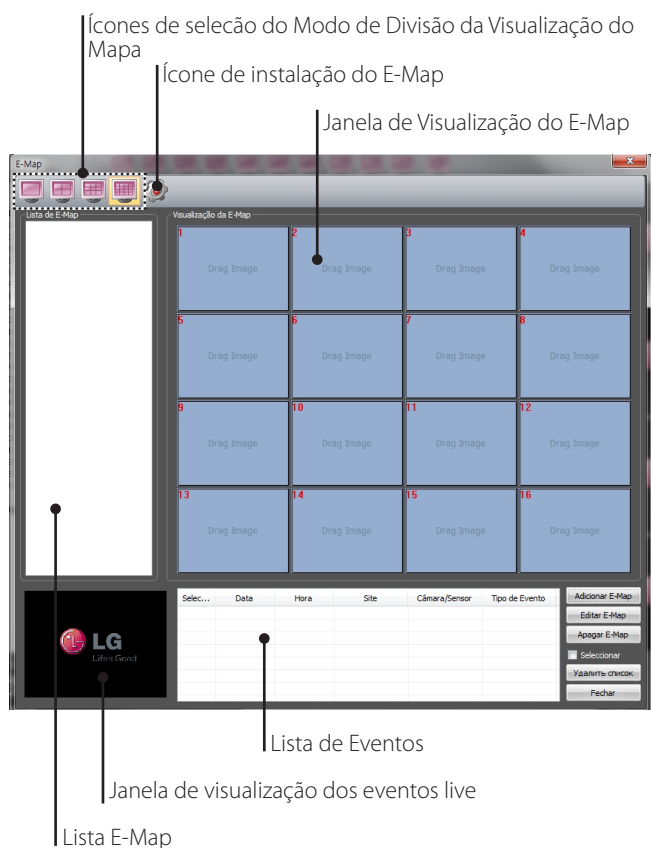 Ícones de selecão do Modo de Divisão da Visualização do
Mapa
Ícone de instalação do E-Map
Janela de Visualização do E-Map
E-Map
Lista de E-Map
Visualização da E-Map
1
2
3
4
Drag Image
Drag Image
Drag Image
Drag Image
5
6
7
8
Drag Image
Drag Image
Drag Image
Drag Image
9
10
11
12
Drag Image
Drag Image
Drag Image
Drag Image
13
14
15
16
Drag Image
Drag Image
Drag Image
Drag Image
Selec... Data Hora Site Câmara/Sensor Tipo de Evento
Adicionar E-Map
Editar E-Map
Apagar E-Map
Seleccionar
Удалить список
Fechar
LG
Life's Good
Lista de Eventos
Janela de visualização dos eventos live
Lista E-Map